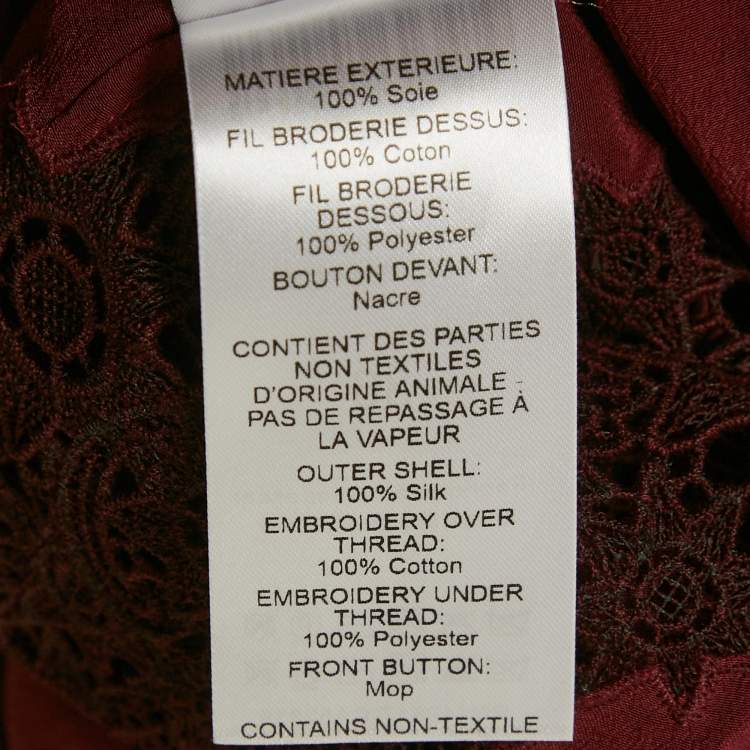 MATIERE EXTERIEURE:
100% Soie
FIL BRODERIE DESSUS:
100% Coton
FIL BRODERIE
DESSOUS:
100% Polyester
BOUTON DEVANT:
Nacre
CONTIENT DES PARTIES
NON TEXTILES
D'ORIGINE ANIMALE -
PAS DE REPASSAGE À
LA VAPEUR
OUTER SHELL:
100% Silk
EMBROIDERY OVER
THREAD:
100% Cotton
EMBROIDERY UNDER
THREAD:
100% Polyester
FRONT BUTTON:
Mop
CONTAINS NON-TEXTILE